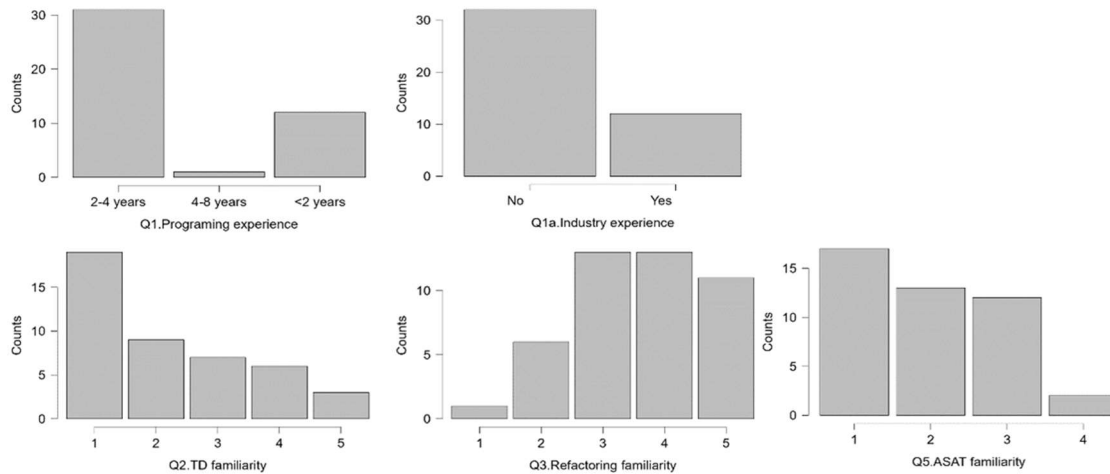 30
20
10
0
Counts
2-4 years 4-8 years <2 years
Q1.Programing experience
30
20
10
0
Counts
No Yes
Q1a.Industry experience
15
10
5
0
Counts
1 2 3 4 5
Q2.TD familiarity
10
5
0
Counts
1 2 3 4 5
Q3.Refactoring familiarity
15
10
5
0
Counts
1 2 3 4
Q5.ASAT familiarity